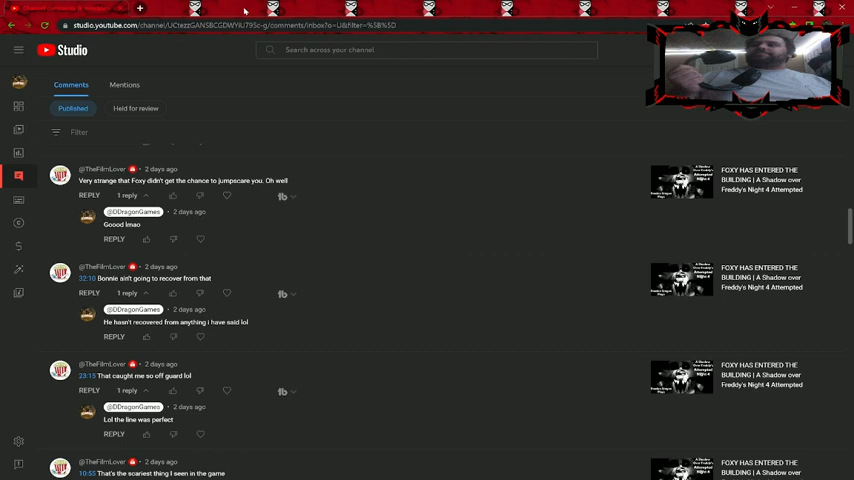 Channel comments & mentions
studio.youtube.com/channel/UCtezzGANSBCGDWYiU795c-g/comments/inbox?o=U&filter=%5B%5D
Studio
Search across your channel
Comments
Mentions
Published
Held for review
Filter
@TheFilmLover • 2 days ago
Very strange that Foxy didn't get the chance to jumpscare you. Oh well
REPLY 1 reply
@DDragonGames • 2 days ago
Goood lmao
REPLY
FOXY HAS ENTERED THE
BUILDING | A Shadow over
Freddy's Night 4 Attempted
@TheFilmLover • 2 days ago
32:10 Bonnie ain't going to recover from that
REPLY 1 reply
@DDragonGames • 2 days ago
He hasn't recovered from anything i have said lol
REPLY
FOXY HAS ENTERED THE
BUILDING | A Shadow over
Freddy's Night 4 Attempted
@TheFilmLover • 2 days ago
23:15 That caught me so off guard lol
REPLY 1 reply
@DDragonGames • 2 days ago
Lol the line was perfect
REPLY
FOXY HAS ENTERED THE
BUILDING | A Shadow over
Freddy's Night 4 Attempted
@TheFilmLover • 2 days ago
10:55 That's the scariest thing I seen in the game
FOXY HAS ENTERED THE
BUILDING | A Shadow over